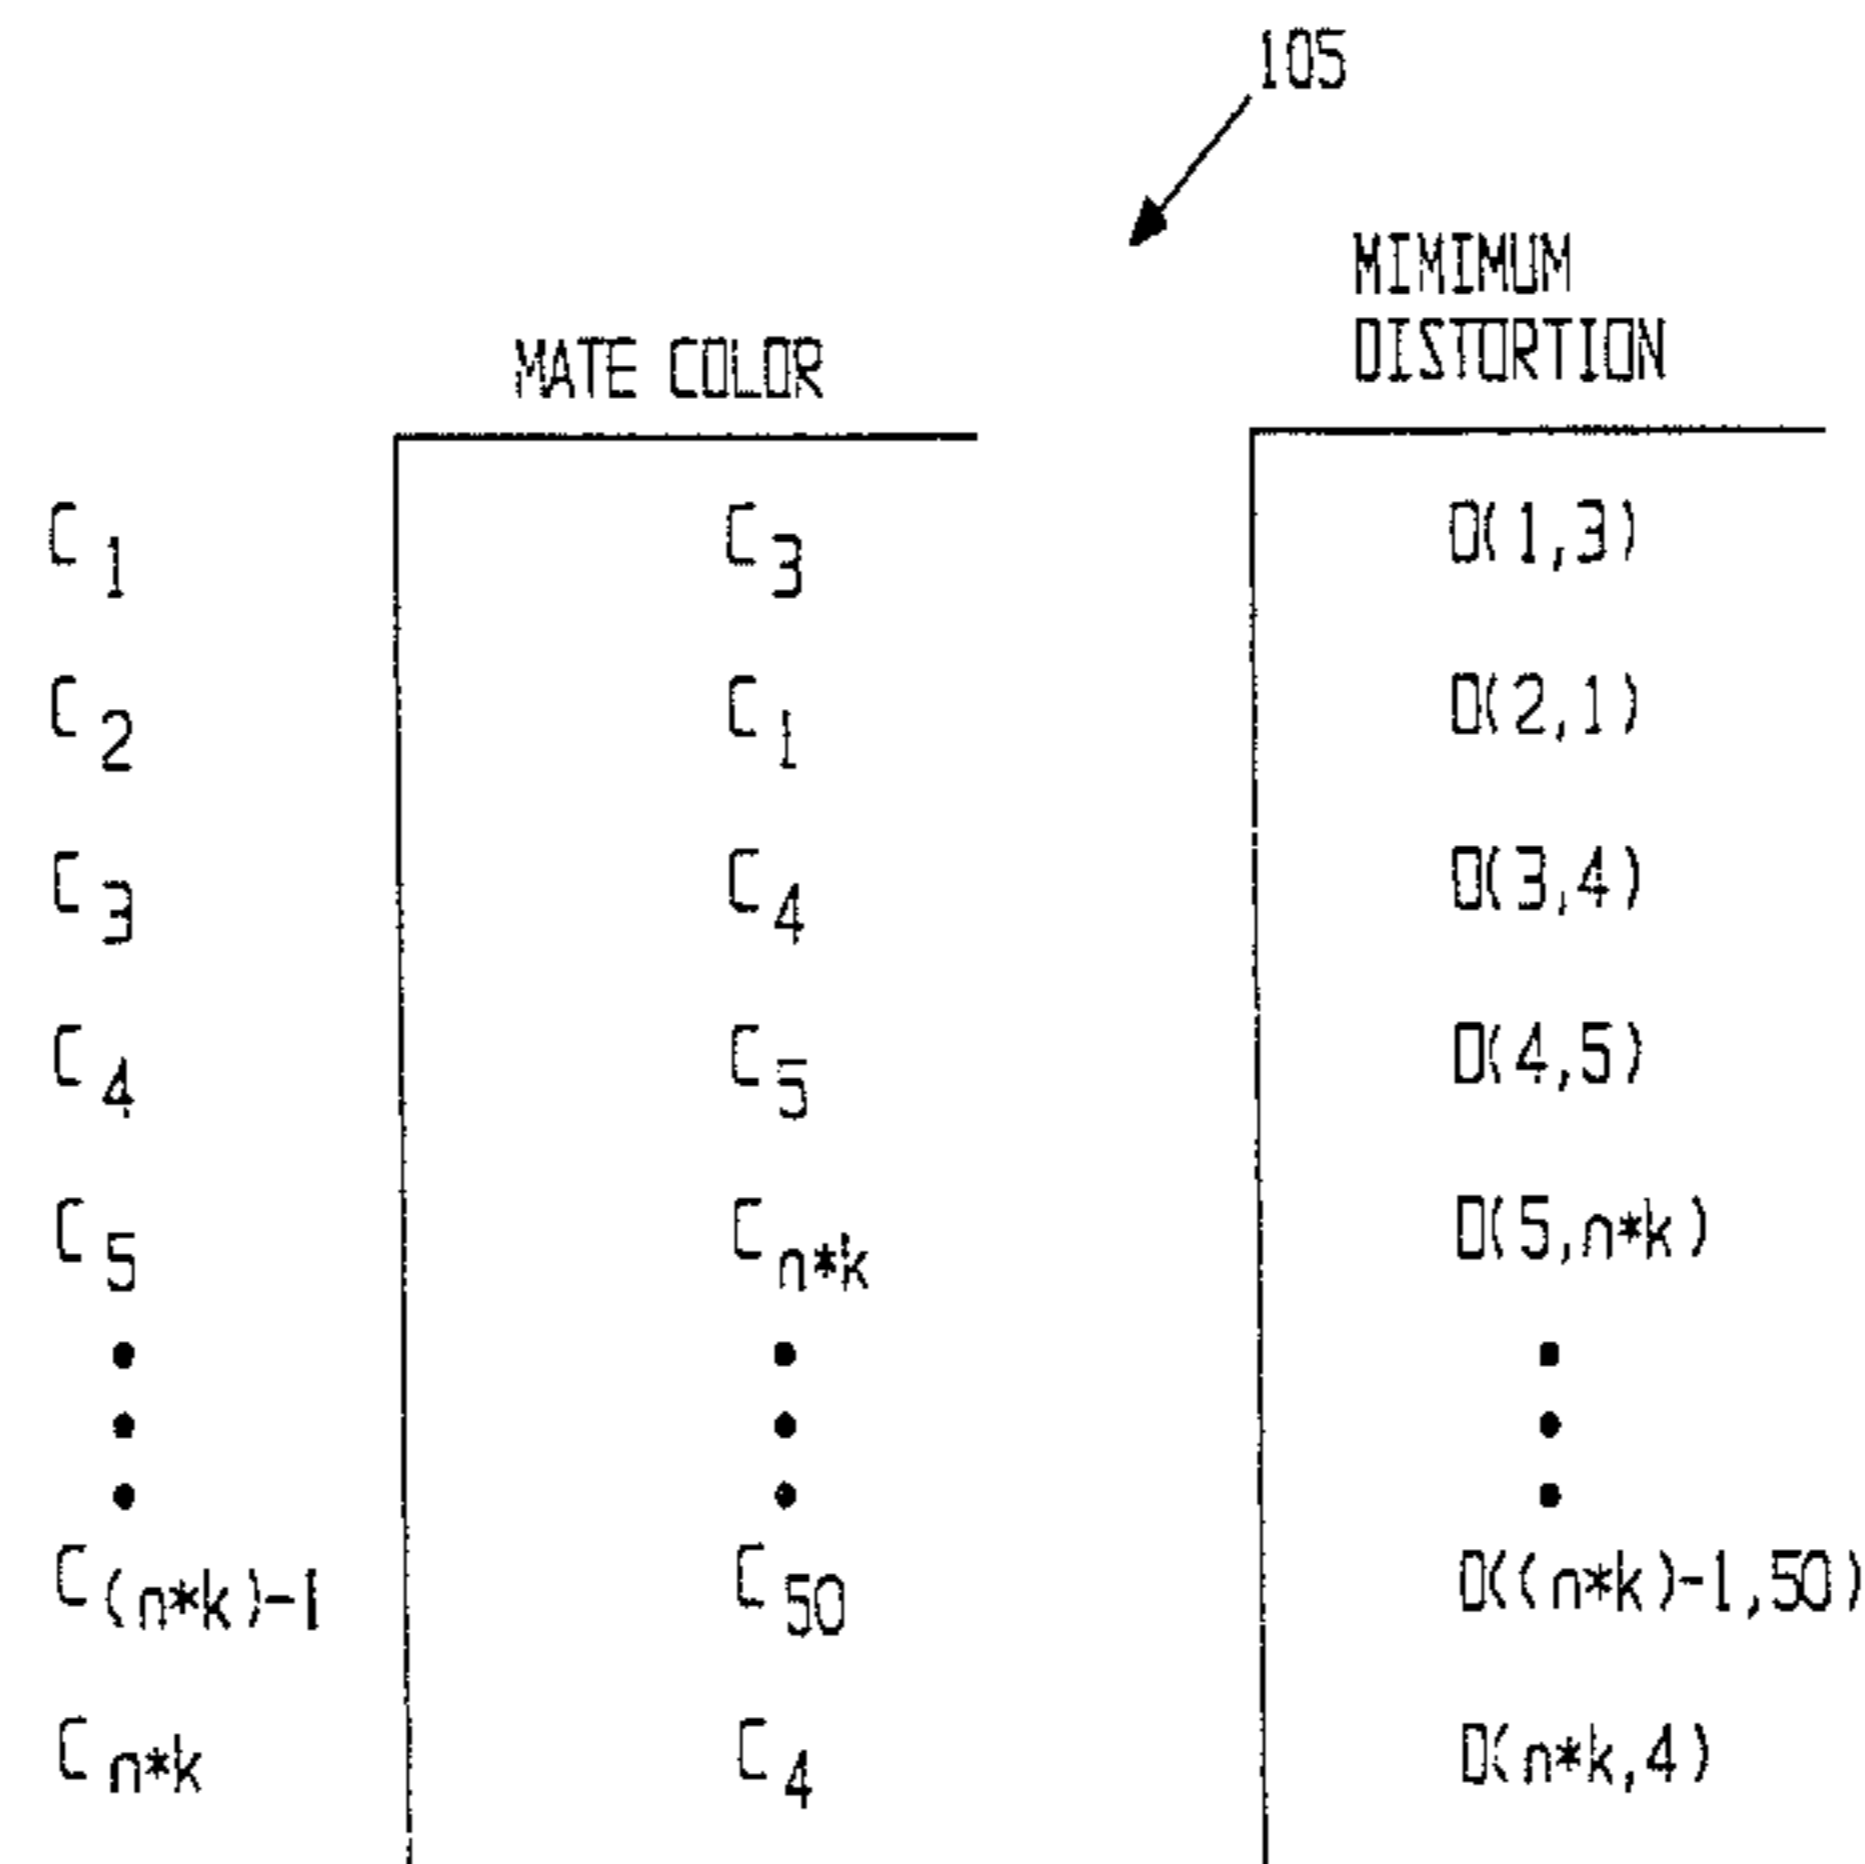 105
MIMIMUM
DISTORTION
MATE COLOR
C1 C3 D(1,3)
C2 C1 D(2,1)
C3 C4 D(3,4)
C4 C5 D(4,5)
C5 Cn*k D(5,n*k)
C(n*k)-1 C50 D((n*k)-1,50)
Cn*k C4 D(n*k,4)